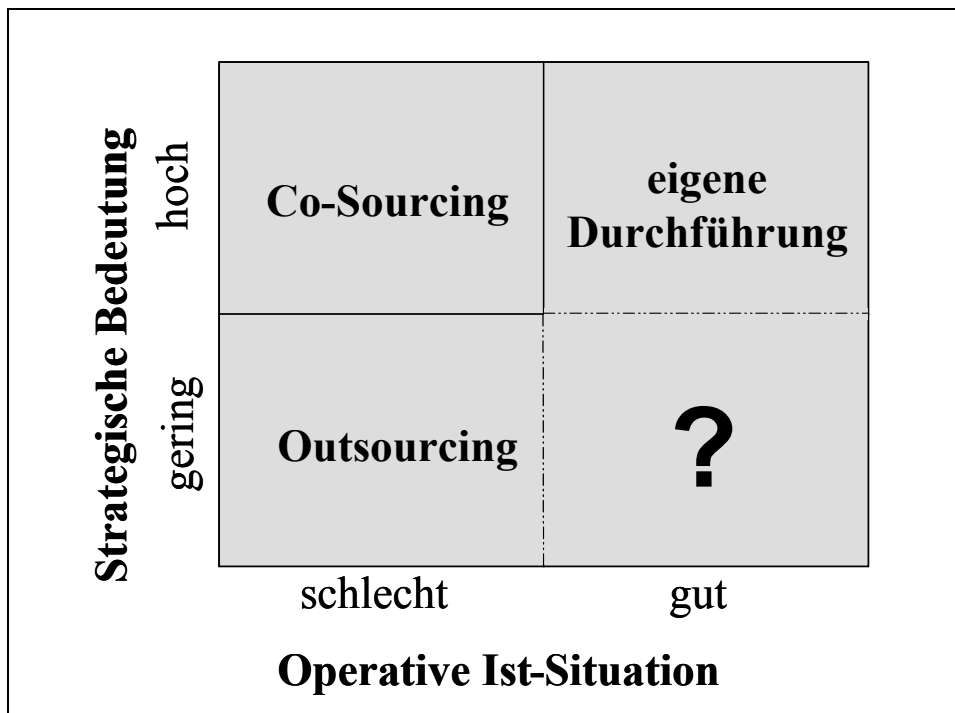 Strategische Bedeutung
hoch
gering
Co-Sourcing
eigene
Durchführung
Outsourcing
?
schlecht
gut
Operative Ist-Situation